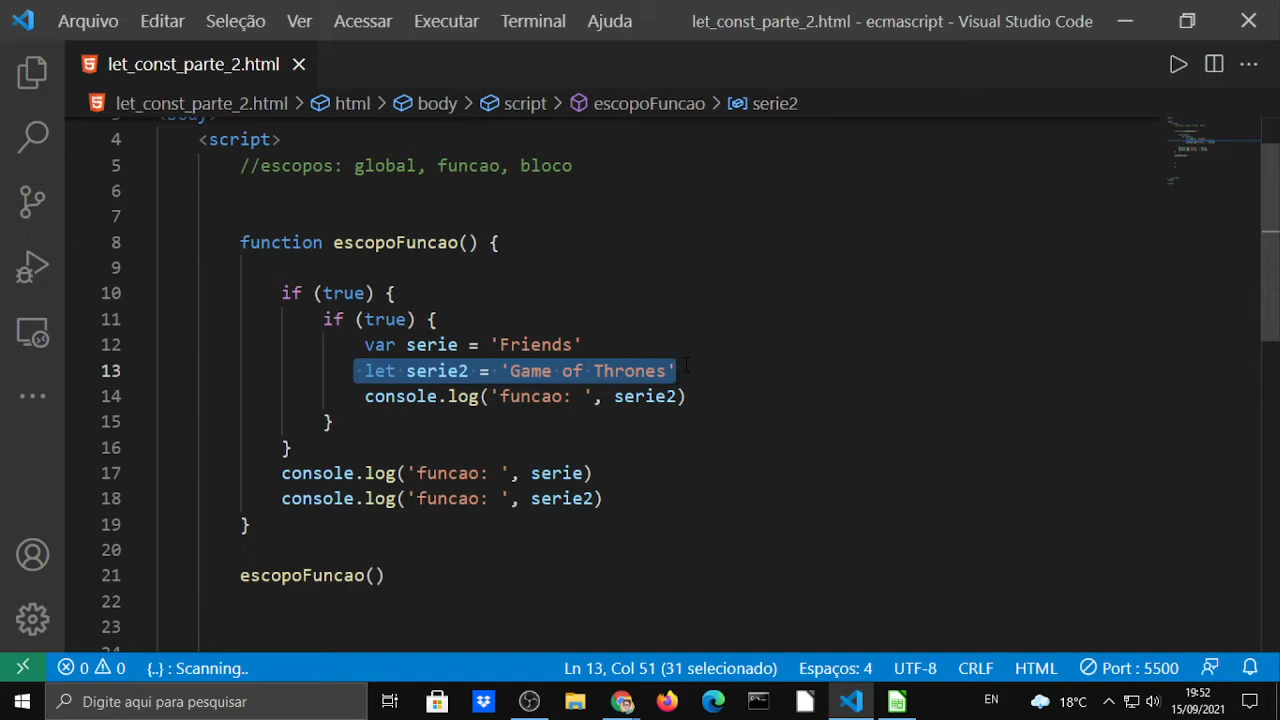 Arquivo Editar Seleção Ver Acessar Executar Terminal Ajuda let_const_parte_2.html - ecmascript - Visual Studio Code
let_const_parte_2.html
let_const_parte_2.html > html > body > script > escopoFuncao > serie2
3 <body>
4 <script>
5 //escopos: global, funcao, bloco
6
7
8 function escopoFuncao() {
9
10 if (true) {
11 if (true) {
12 var serie = 'Friends'
13 let serie2 = 'Game of Thrones'
14 console.log('funcao: ', serie2)
15 }
16 }
17 console.log('funcao: ', serie)
18 console.log('funcao: ', serie2)
19 }
20
21 escopoFuncao()
22
23
0 0 {..} : Scanning.. Ln 13, Col 51 (31 selecionado) Espaços: 4 UTF-8 CRLF HTML Port : 5500
Digite aqui para pesquisar EN 18°C 19:52
15/09/2021